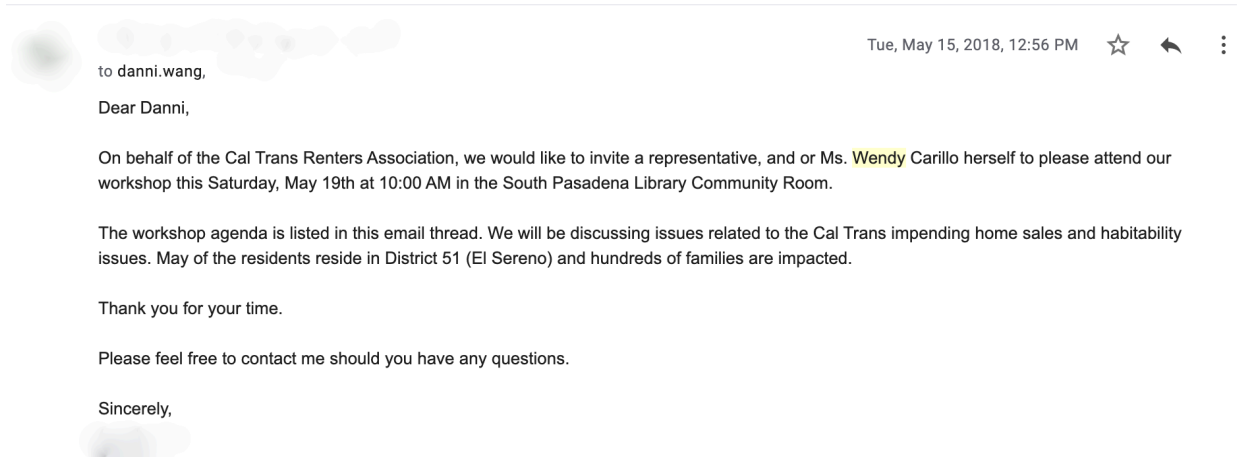 Tue, May 15, 2018, 12:56 PM
to danni.wang,
Dear Danni,
On behalf of the Cal Trans Renters Association, we would like to invite a representative, and or Ms. Wendy Carillo herself to please attend our
workshop this Saturday, May 19th at 10:00 AM in the South Pasadena Library Community Room.
The workshop agenda is listed in this email thread. We will be discussing issues related to the Cal Trans impending home sales and habitability
issues. May of the residents reside in District 51 (El Sereno) and hundreds of families are impacted.
Thank you for your time.
Please feel free to contact me should you have any questions.
Sincerely,